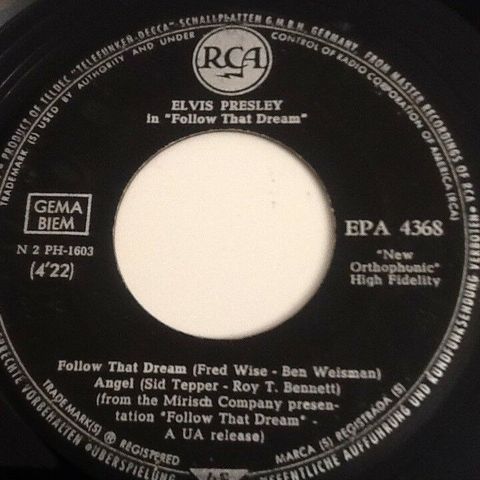 A PRODUCT OF TELDEC "TELEFUNKEN-DECCA" SCHALLPLATTEN G.M.B.H. GERMANY. FROM MASTER RECORDINGS OF RCA
TRADEMARK (S) USED BY AUTHORITY AND UNDER CONTROL OF RADIO CORPORATION OF AMERICA (RCA)
RCA
ELVIS PRESLEY
in "Follow That Dream"
GEMA
BIEM
EPA 4368
N 2 PH-1603
(4'22)
"New
Orthophonic"
High Fidelity
Follow That Dream (Fred Wise - Ben Weisman)
Angel (Sid Tepper - Roy T. Bennett)
(from the Mirisch Company presen-
tation "Follow That Dream" -
A UA release)
TRADEMARK(S) ® REGISTERED
MARCA (S) REGISTRADA (S)
VORBEHALTEN
ÜBERSPIELUNG
ÖFFENTLICHE AUFFÜHRUNG UND RUNDFUNKSENDUNG